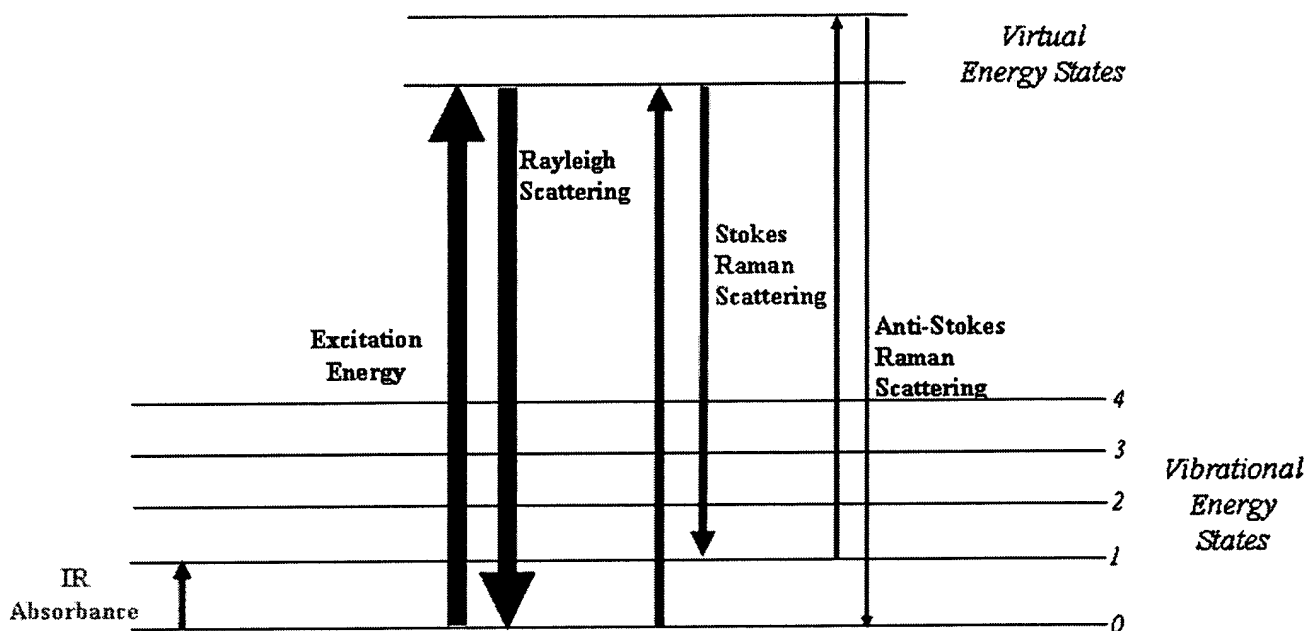 Virtual
Energy States
Rayleigh
Scattering
Stokes
Raman
Scattering
Excitation
Energy
Anti-Stokes
Raman
Scattering
4
3
2
1
0
Vibrational
Energy
States
IR
Absorbance